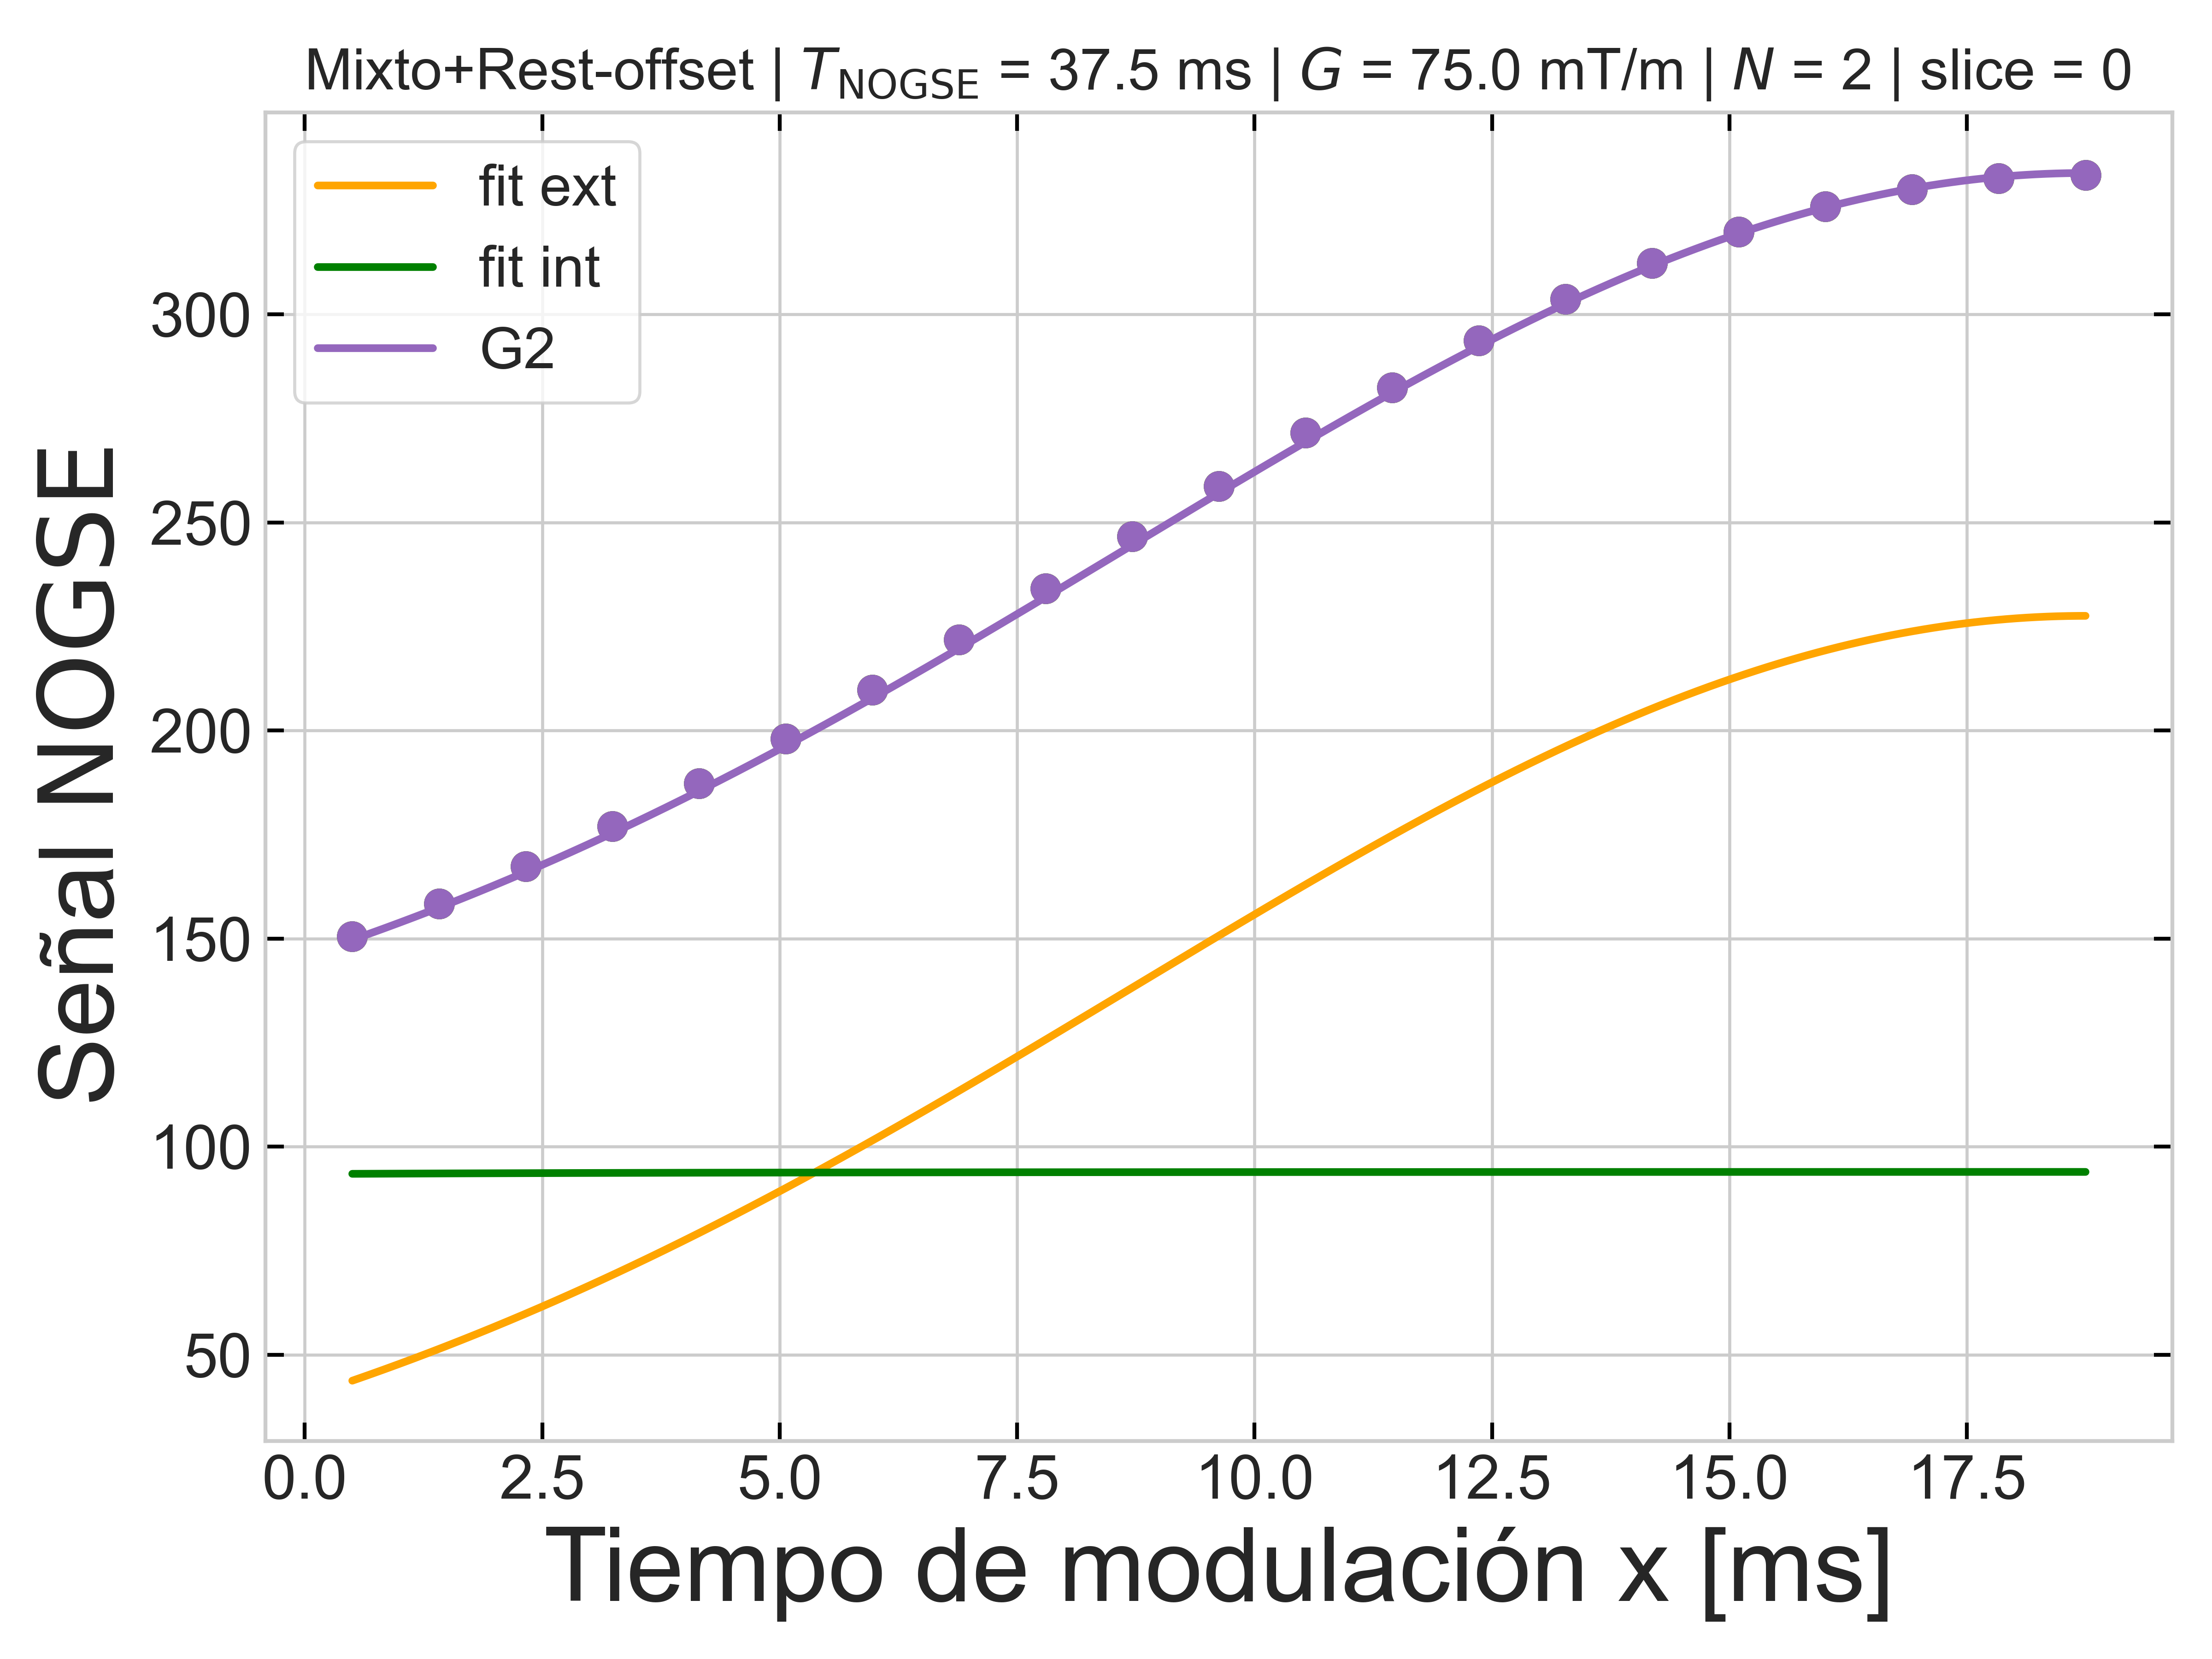 Mixto+Rest-offset | T_NOGSE = 37.5 ms | G = 75.0 mT/m | N = 2 | slice = 0
fit ext
fit int
G2
Señal NOGSE
300
250
200
150
100
50
0.0 2.5 5.0 7.5 10.0 12.5 15.0 17.5
Tiempo de modulación x [ms]